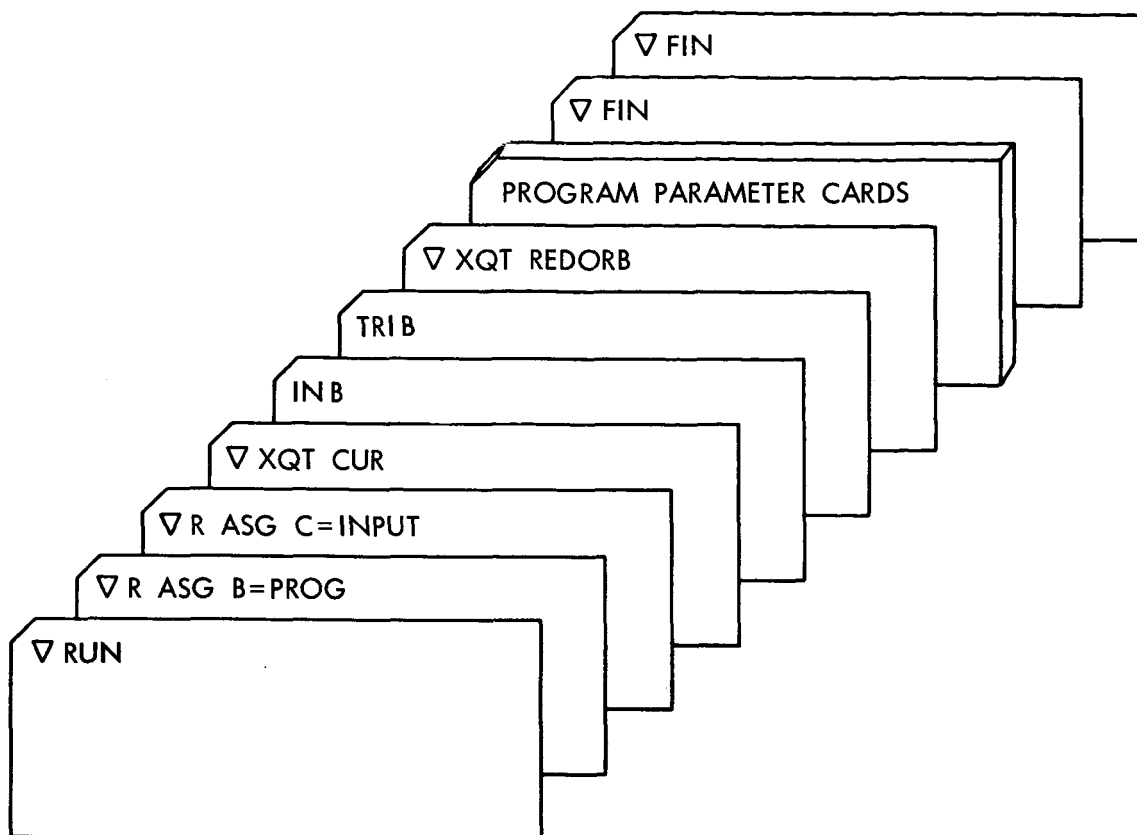 ▽ FIN
▽ FIN
PROGRAM PARAMETER CARDS
▽ XQT REDORB
TRI B
IN B
▽ XQT CUR
▽ R ASG C=INPUT
▽ R ASG B=PROG
▽ RUN